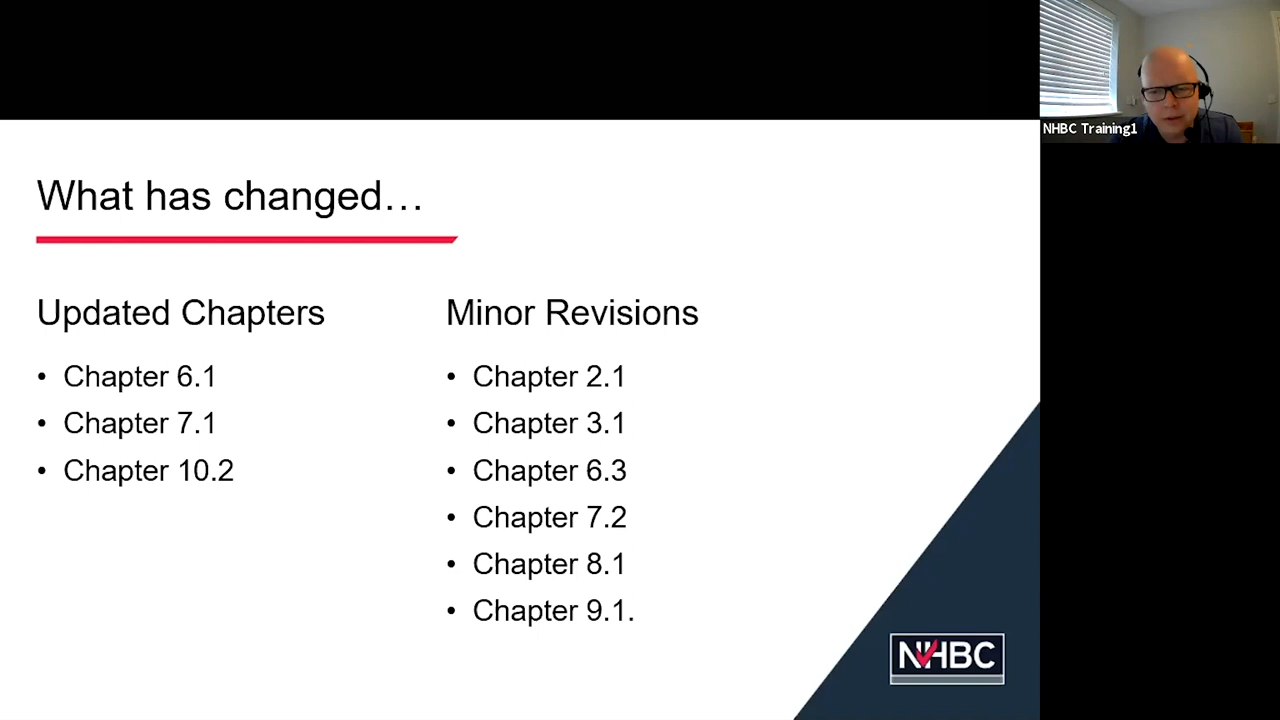 NHBC Training1
What has changed...
Updated Chapters
• Chapter 6.1
• Chapter 7.1
• Chapter 10.2
Minor Revisions
• Chapter 2.1
• Chapter 3.1
• Chapter 6.3
• Chapter 7.2
• Chapter 8.1
• Chapter 9.1.
NHBC